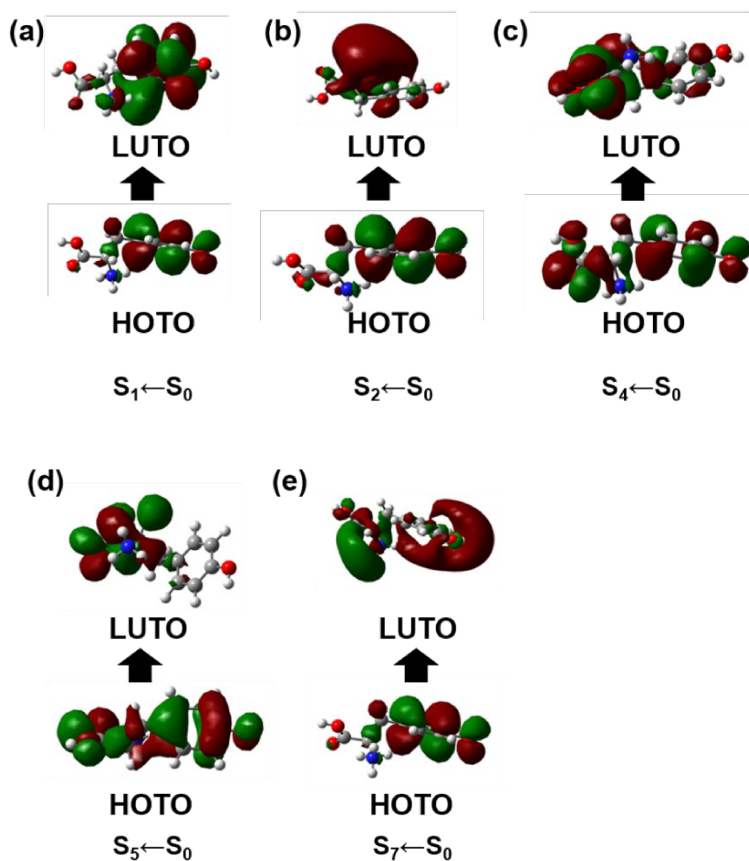 (a) (b) (c)
LUTO LUTO LUTO
HOTO HOTO HOTO
S₁←S₀ S₂←S₀ S₄←S₀
(d) (e)
LUTO LUTO
HOTO HOTO
S₅←S₀ S₇←S₀